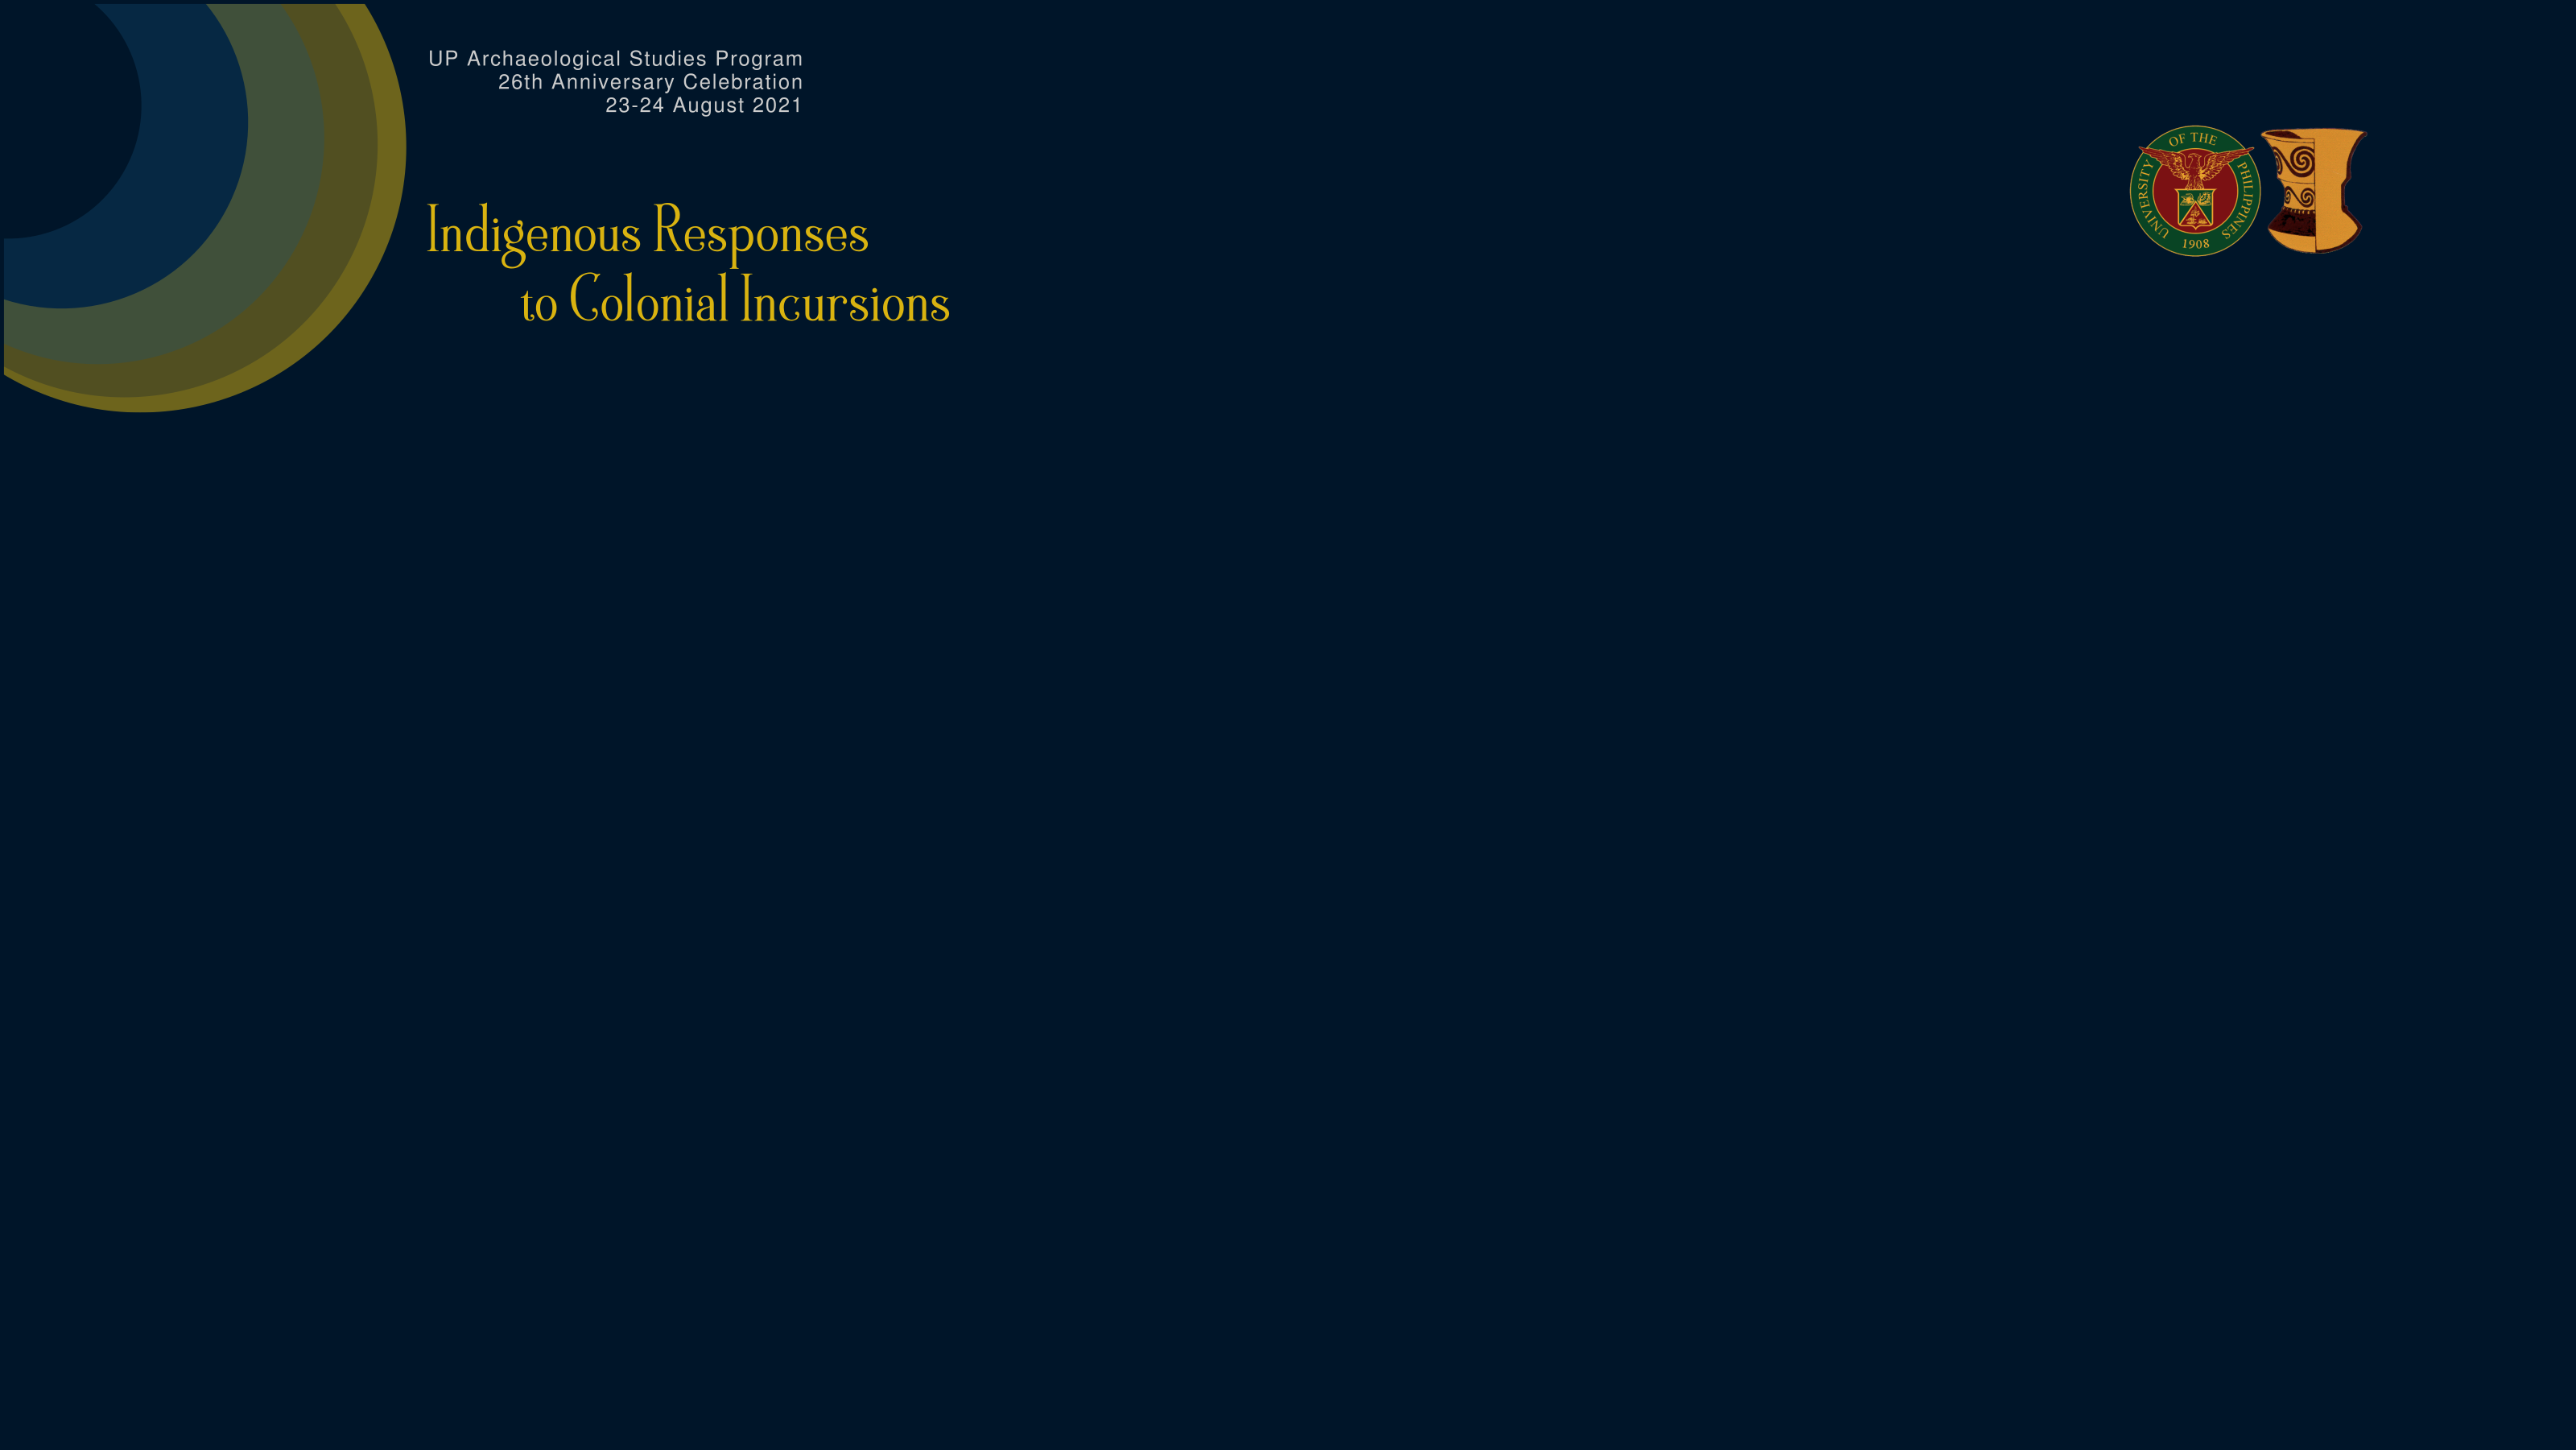 UP Archaeological Studies Program
26th Anniversary Celebration
23-24 August 2021
Indigenous Responses
to Colonial Incursions
UNIVERSITY OF THE PHILIPPINES
1908